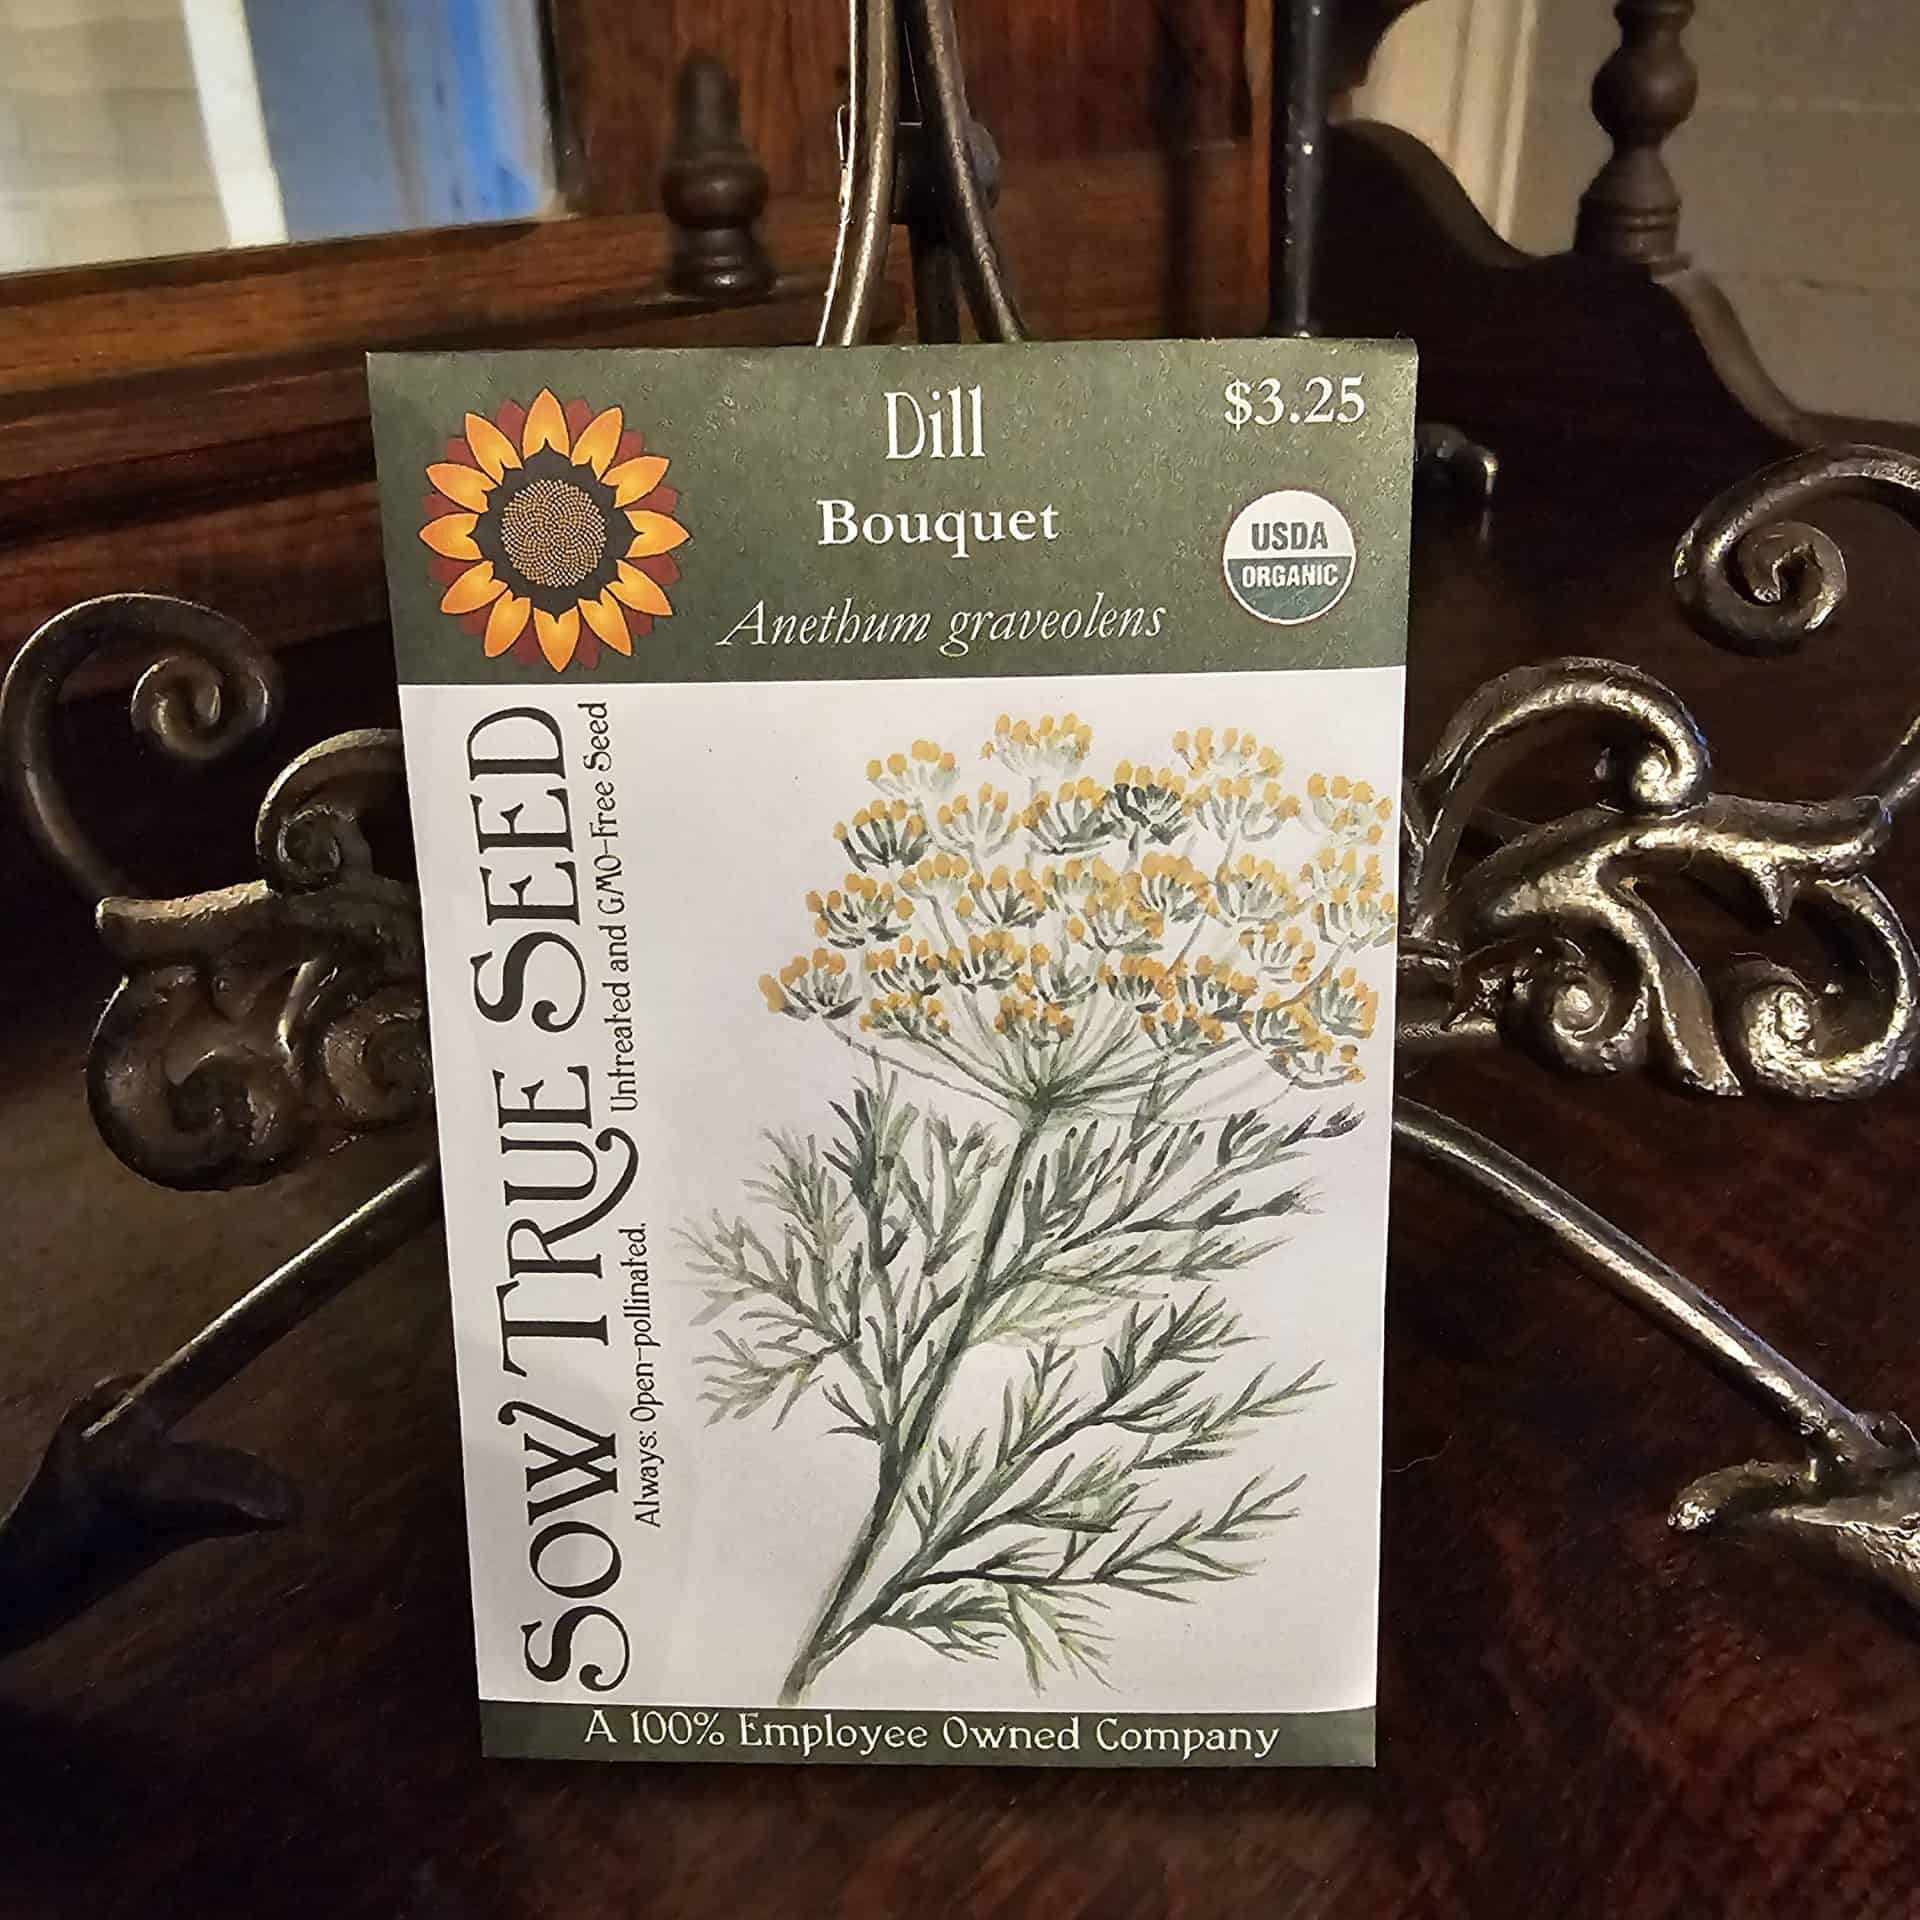 Dill
$3.25
Bouquet
USDA
ORGANIC
Anethum graveolens
SOW TRUE SEED
Untreated and GMO-Free Seed
Always: Open-pollinated.
A 100% Employee Owned Company